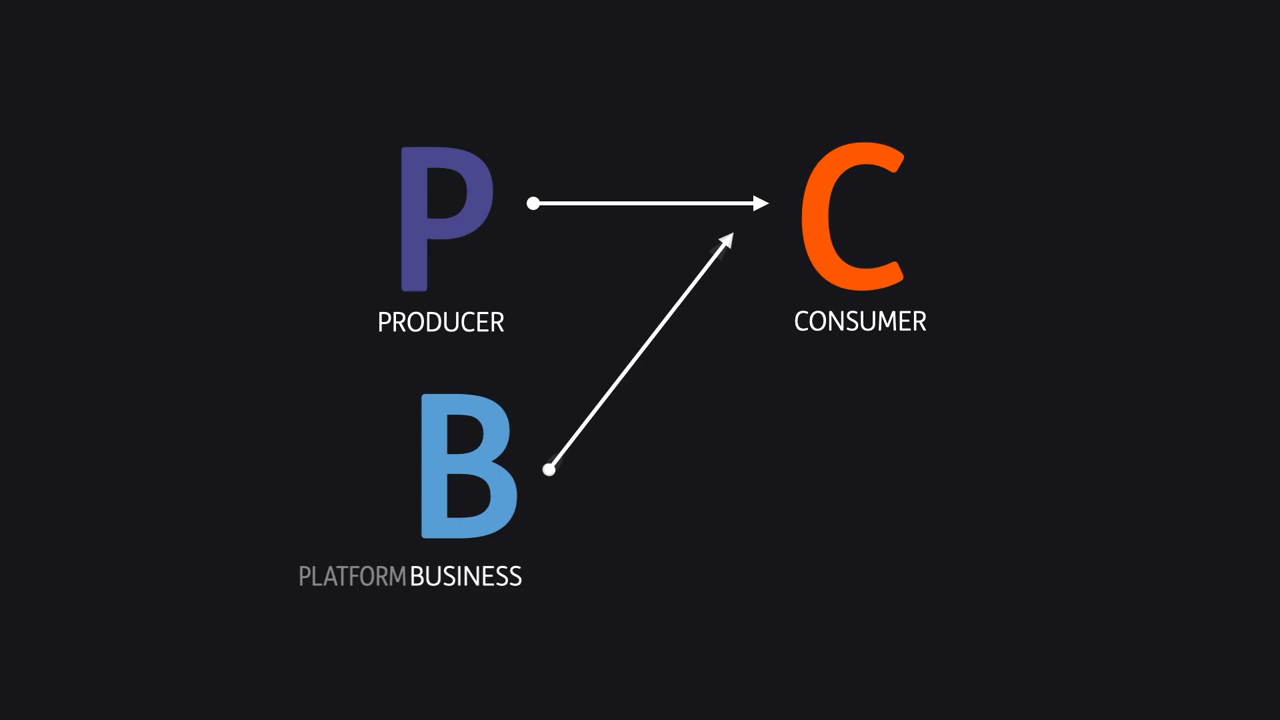 P
C
PRODUCER
CONSUMER
B
PLATFORM BUSINESS